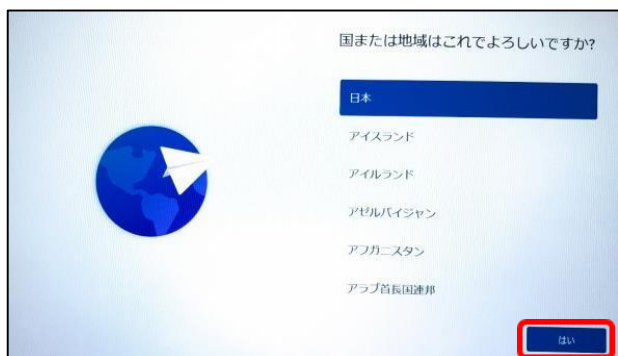 国または地域はこれでよろしいですか?
日本
アイスランド
アイルランド
アゼルバイジャン
アフガニスタン
アラブ首長国連邦
はい